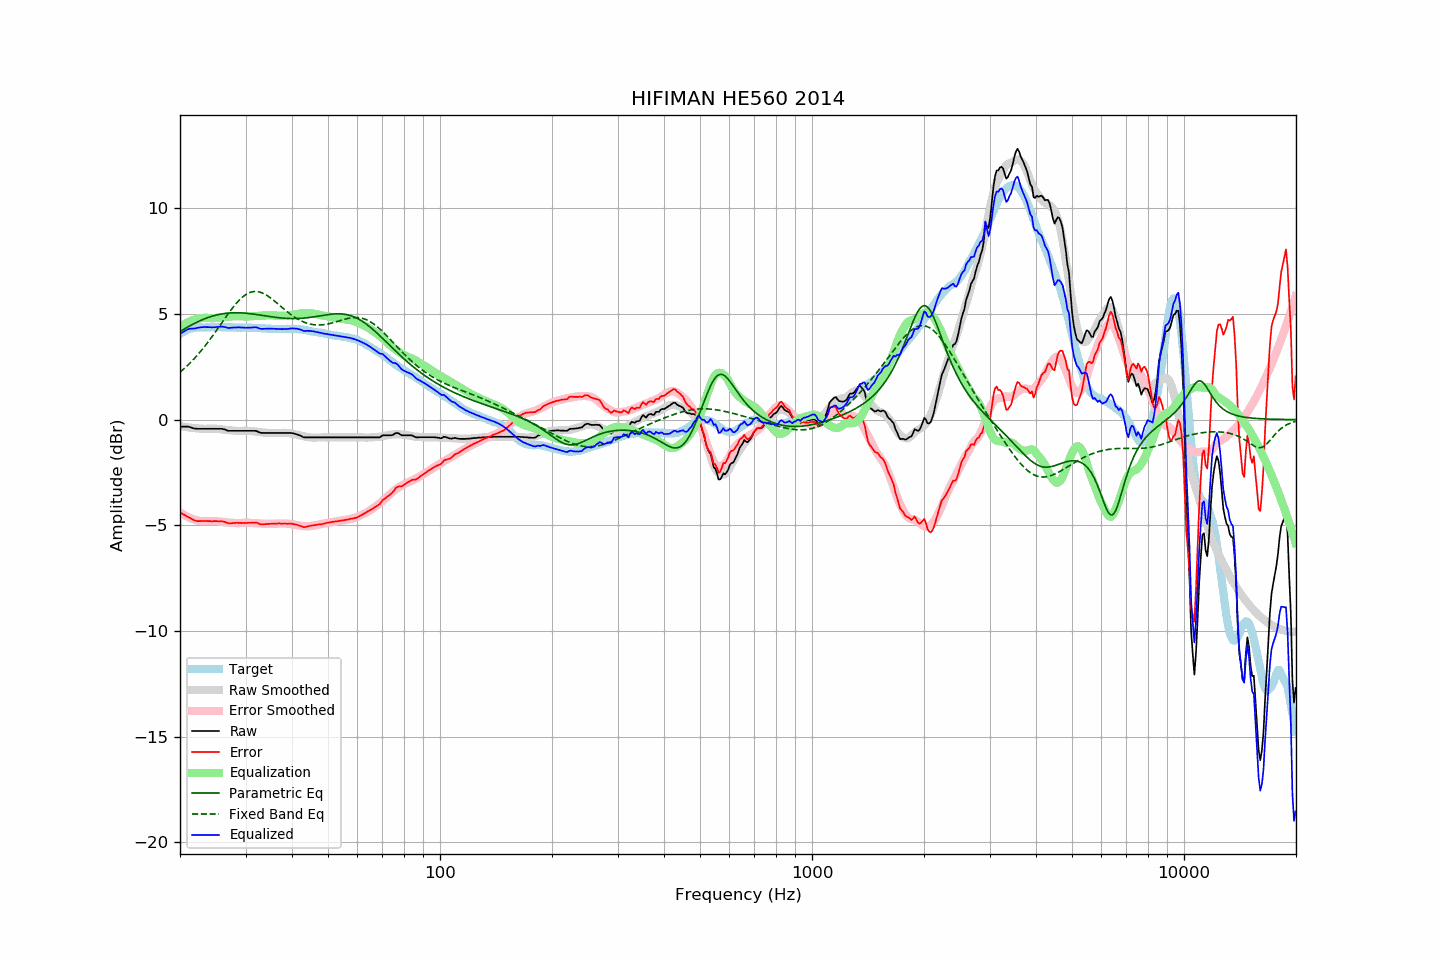 HIFIMAN HE560 2014
Amplitude (dBr)
10
5
0
−5
−10
−15
−20
Target
Raw Smoothed
Error Smoothed
Raw
Error
Equalization
Parametric Eq
Fixed Band Eq
Equalized
100 1000 10000
Frequency (Hz)